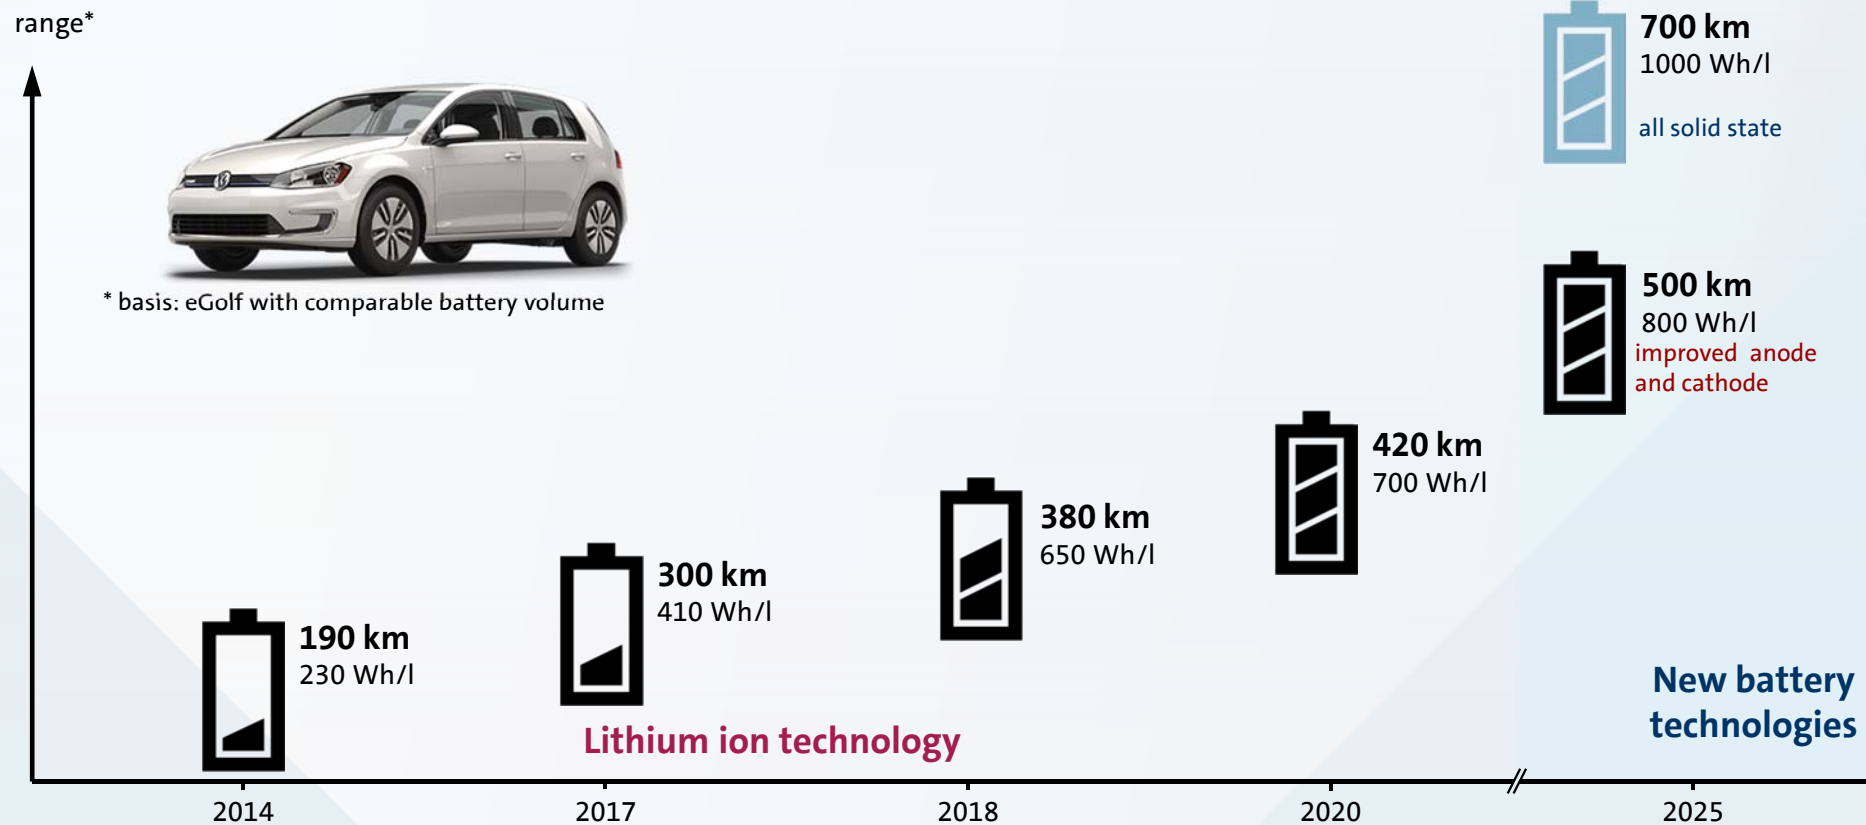 range*
700 km
1000 Wh/l
all solid state
* basis: eGolf with comparable battery volume
500 km
800 Wh/l
improved anode
and cathode
420 km
700 Wh/l
380 km
650 Wh/l
300 km
410 Wh/l
190 km
230 Wh/l
Lithium ion technology
New battery
technologies
2014
2017
2018
2020
2025